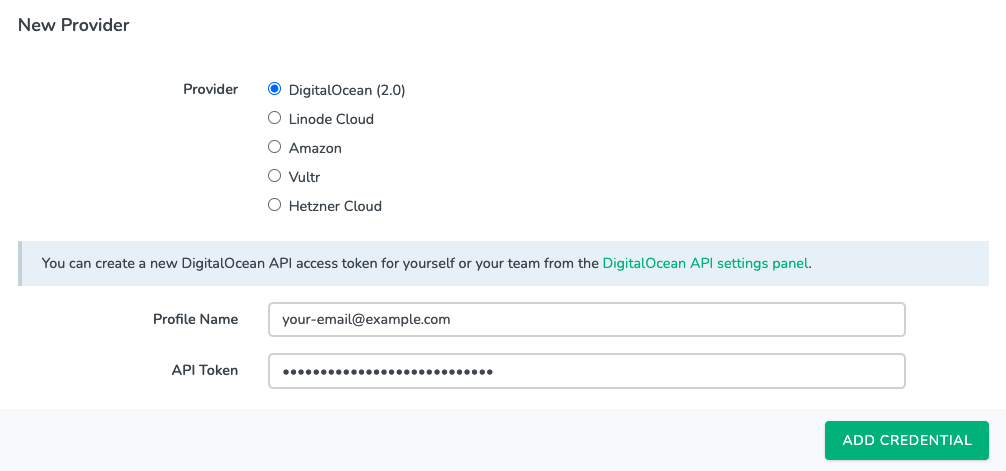 New Provider
Provider
DigitalOcean (2.0)
Linode Cloud
Amazon
Vultr
Hetzner Cloud
You can create a new DigitalOcean API access token for yourself or your team from the DigitalOcean API settings panel.
Profile Name
your-email@example.com
API Token
••••••••••••••••••••••••••••
ADD CREDENTIAL